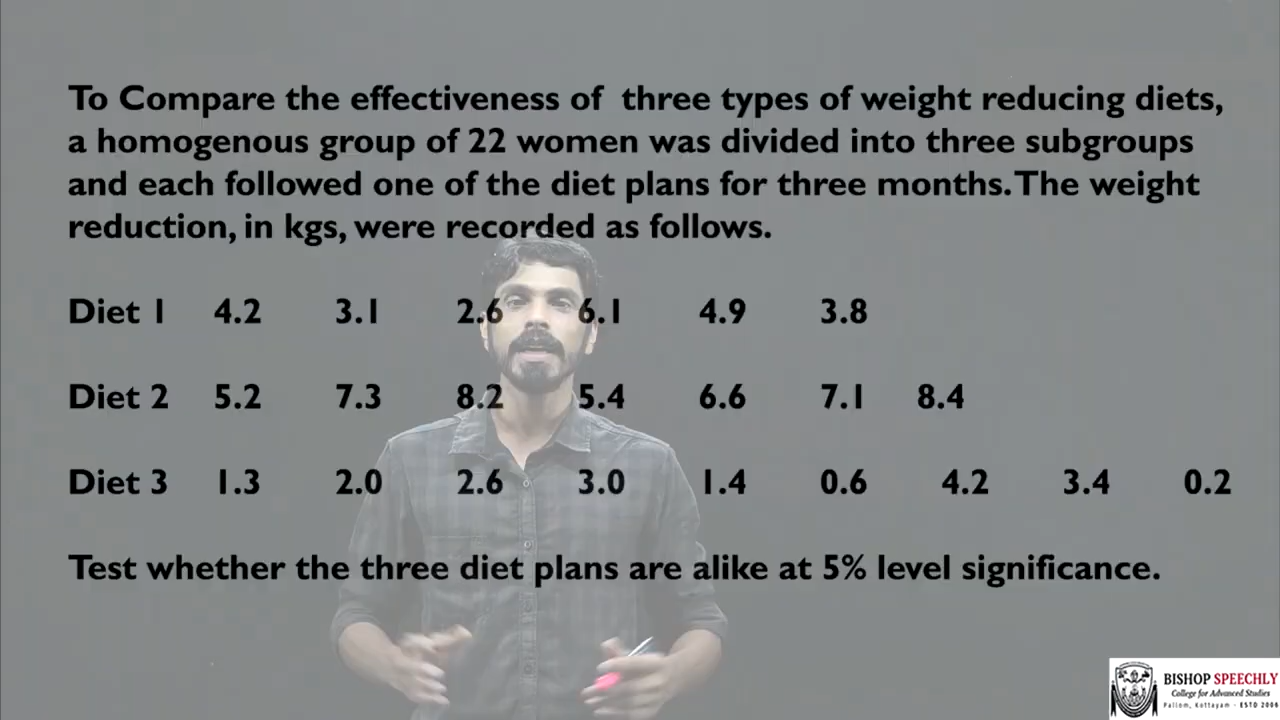 To Compare the effectiveness of three types of weight reducing diets,
a homogenous group of 22 women was divided into three subgroups
and each followed one of the diet plans for three months. The weight
reduction, in kgs, were recorded as follows.
Diet 1 4.2 3.1 2.6 6.1 4.9 3.8
Diet 2 5.2 7.3 8.2 5.4 6.6 7.1 8.4
Diet 3 1.3 2.0 2.6 3.0 1.4 0.6 4.2 3.4 0.2
Test whether the three diet plans are alike at 5% level significance.
BISHOP SPEECHLY
College for Advanced Studies
Pallom, Kottayam - ESTD 2006